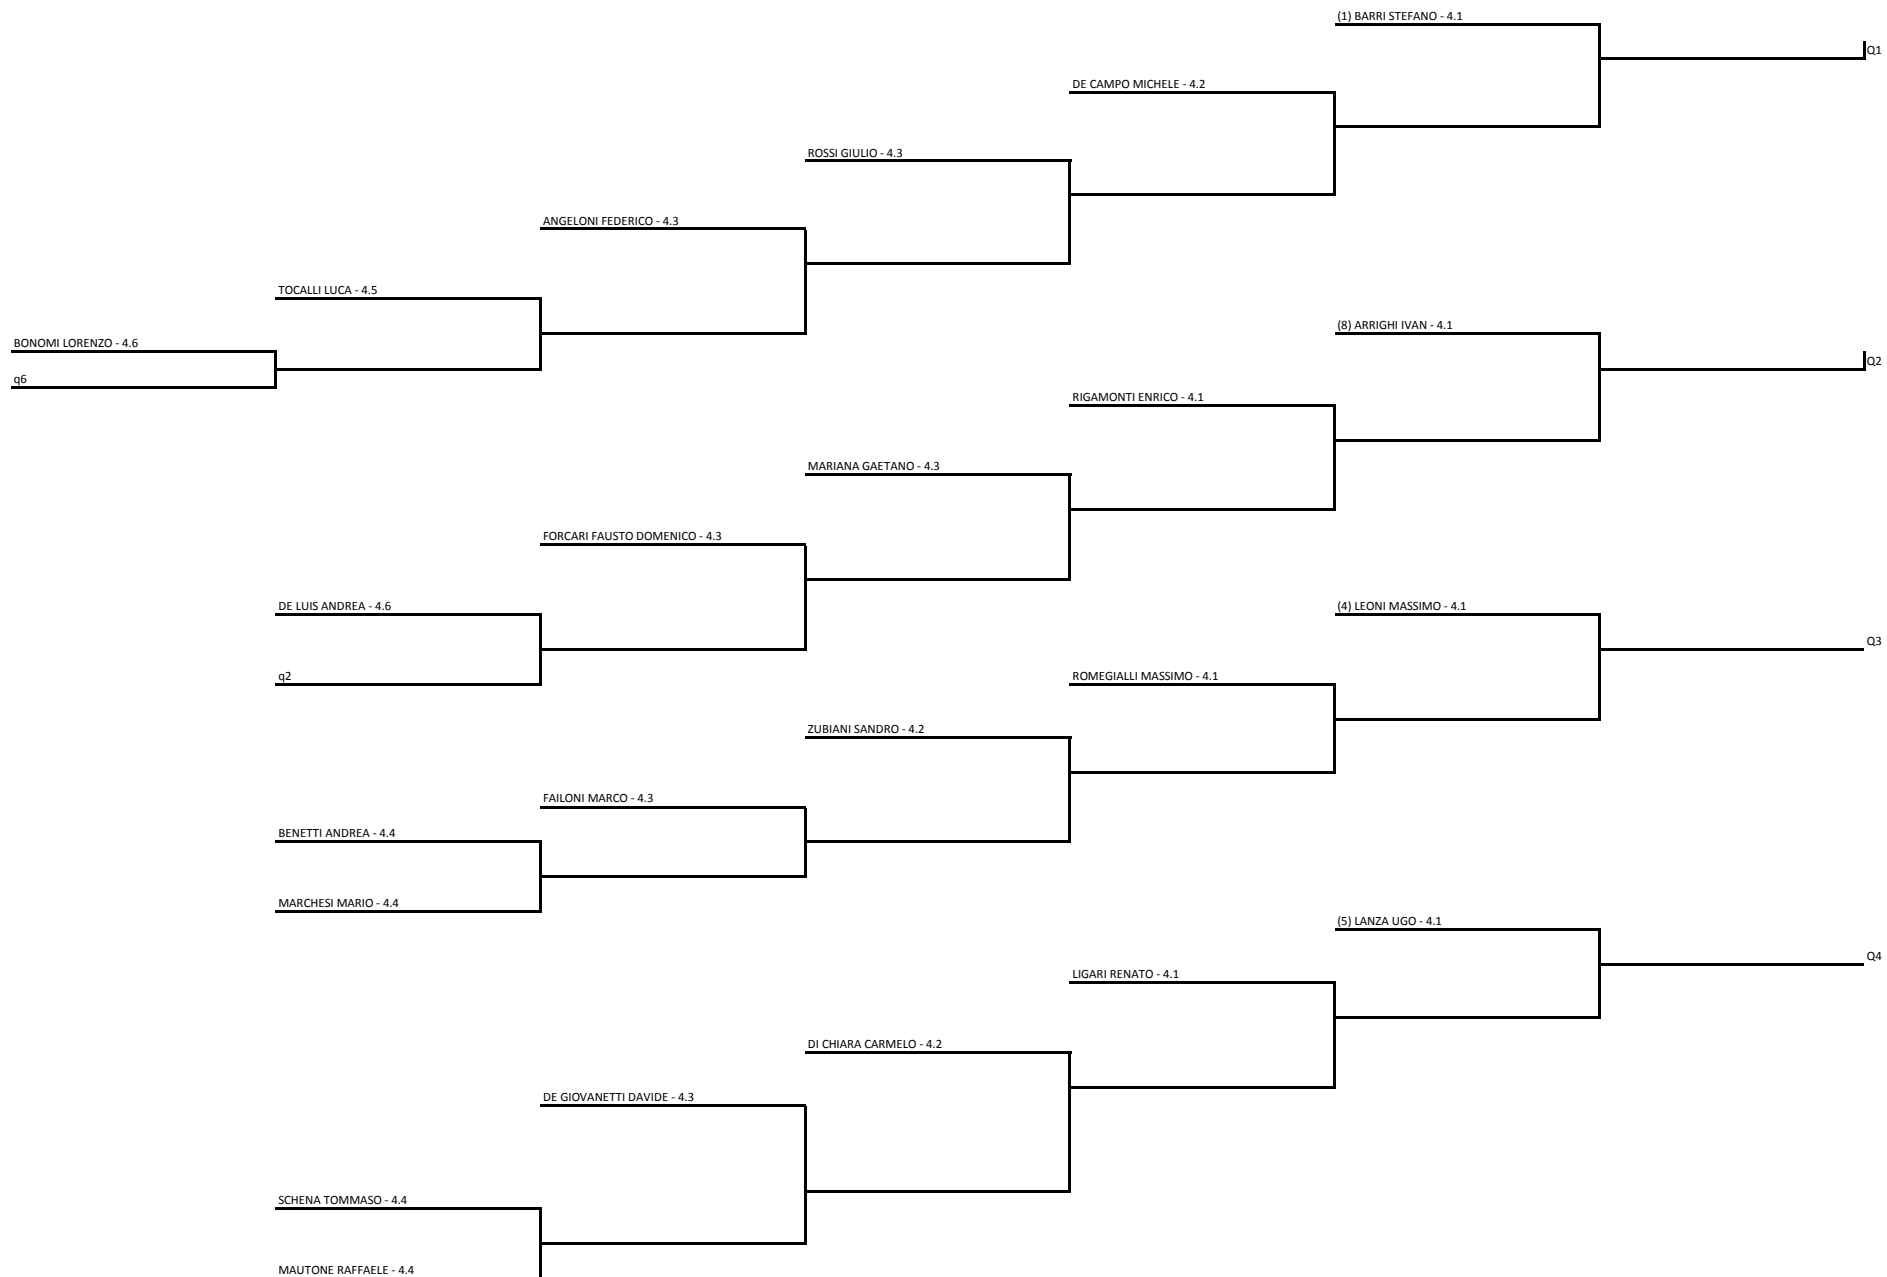 (1) BARRI STEFANO - 4.1
Q1
DE CAMPO MICHELE - 4.2
ROSSI GIULIO - 4.3
ANGELONI FEDERICO - 4.3
TOCALLI LUCA - 4.5
BONOMI LORENZO - 4.6
q6
(8) ARRIGHI IVAN - 4.1
Q2
RIGAMONTI ENRICO - 4.1
MARIANA GAETANO - 4.3
FORCARI FAUSTO DOMENICO - 4.3
DE LUIS ANDREA - 4.6
q2
(4) LEONI MASSIMO - 4.1
Q3
ROMEGIALLI MASSIMO - 4.1
ZUBIANI SANDRO - 4.2
FAILONI MARCO - 4.3
BENETTI ANDREA - 4.4
MARCHESI MARIO - 4.4
(5) LANZA UGO - 4.1
Q4
LIGARI RENATO - 4.1
DI CHIARA CARMELO - 4.2
DE GIOVANETTI DAVIDE - 4.3
SCHENA TOMMASO - 4.4
MAUTONE RAFFAELE - 4.4